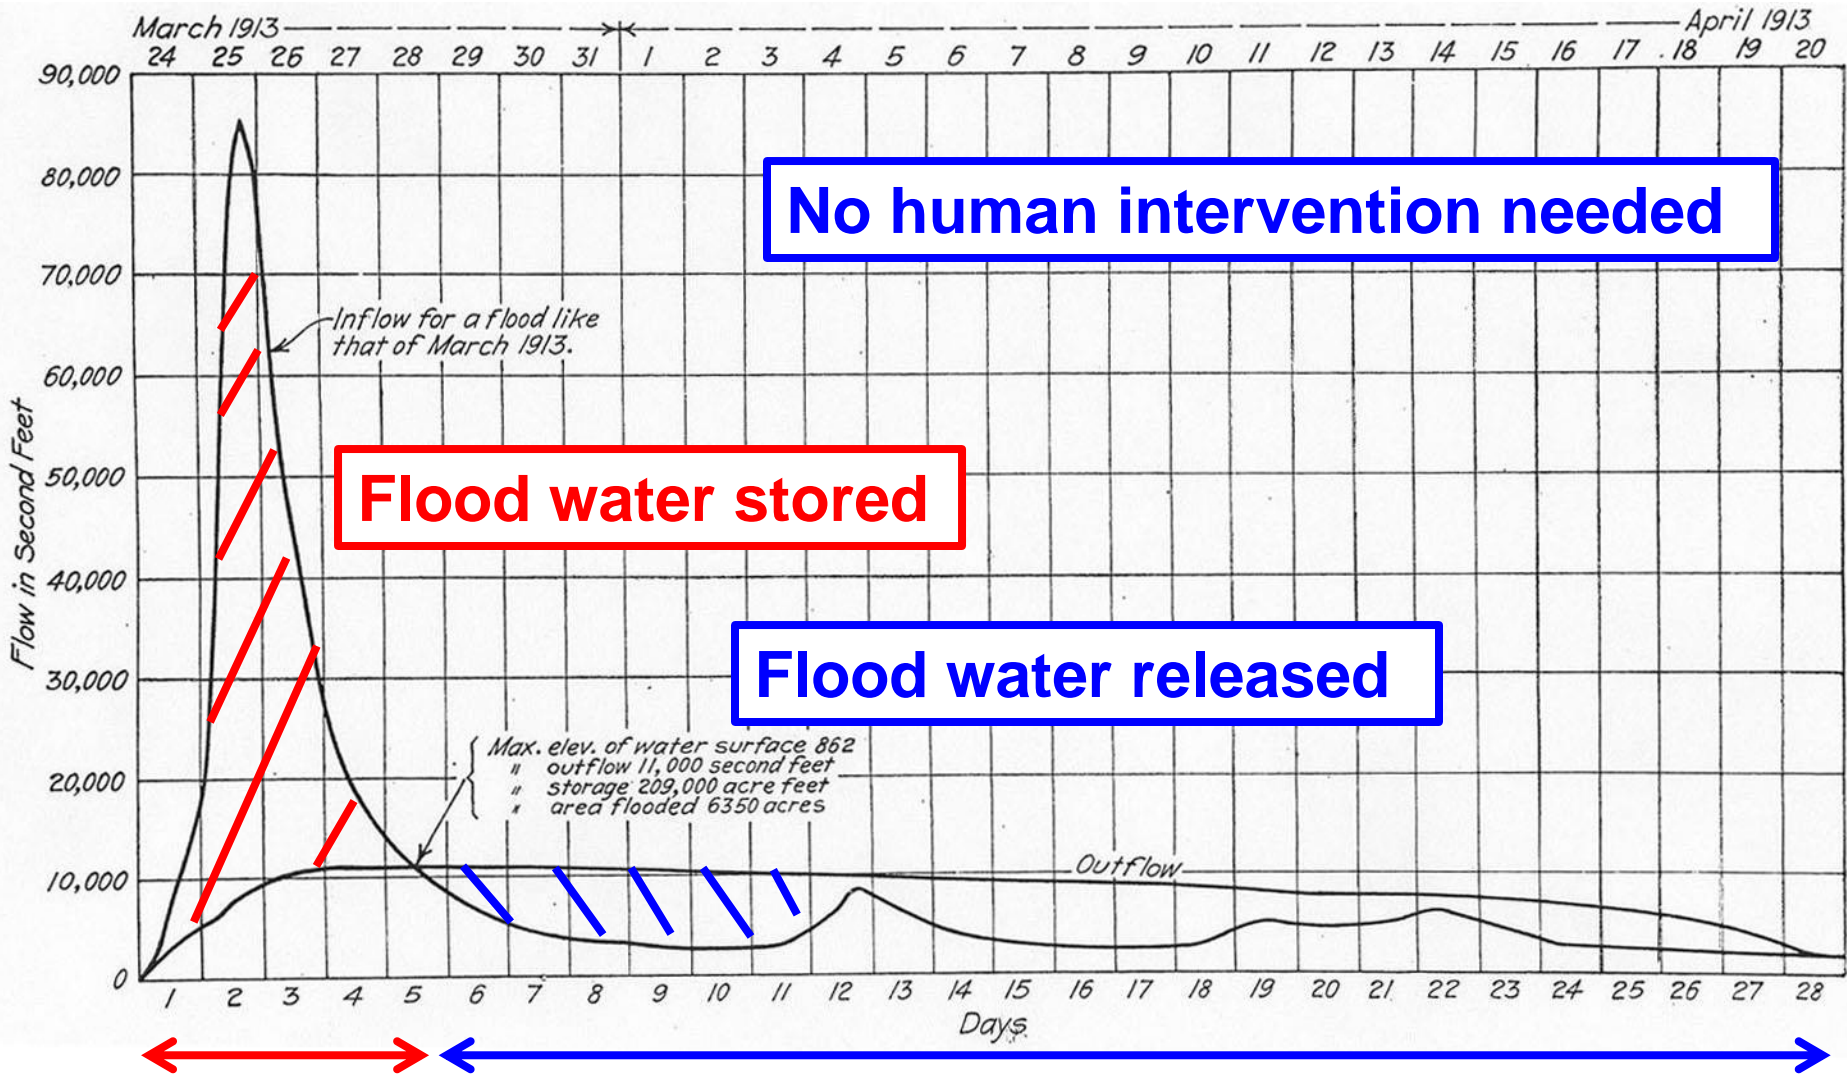 March 1913 April 1913
24 25 26 27 28 29 30 31 1 2 3 4 5 6 7 8 9 10 11 12 13 14 15 16 17 18 19 20
90,000
80,000
No human intervention needed
70,000
Inflow for a flood like
that of March 1913.
60,000
Flow in Second Feet
50,000
Flood water stored
40,000
30,000
Flood water released
Max. elev. of water surface 862
" outflow 11,000 second feet
" storage 209,000 acre feet
" area flooded 6350 acres
20,000
10,000
Outflow
0
1 2 3 4 5 6 7 8 9 10 11 12 13 14 15 16 17 18 19 20 21 22 23 24 25 26 27 28
Days.